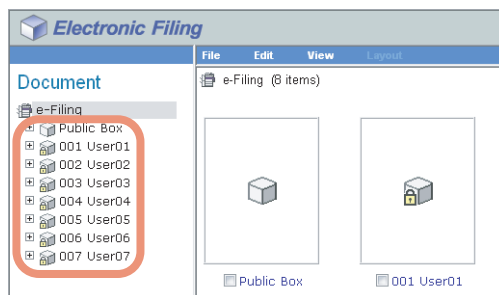 Electronic Filing
File Edit View Layout
Document
e-Filing (8 items)
e-Filing
Public Box
001 User01
002 User02
003 User03
004 User04
005 User05
006 User06
007 User07
Public Box
001 User01